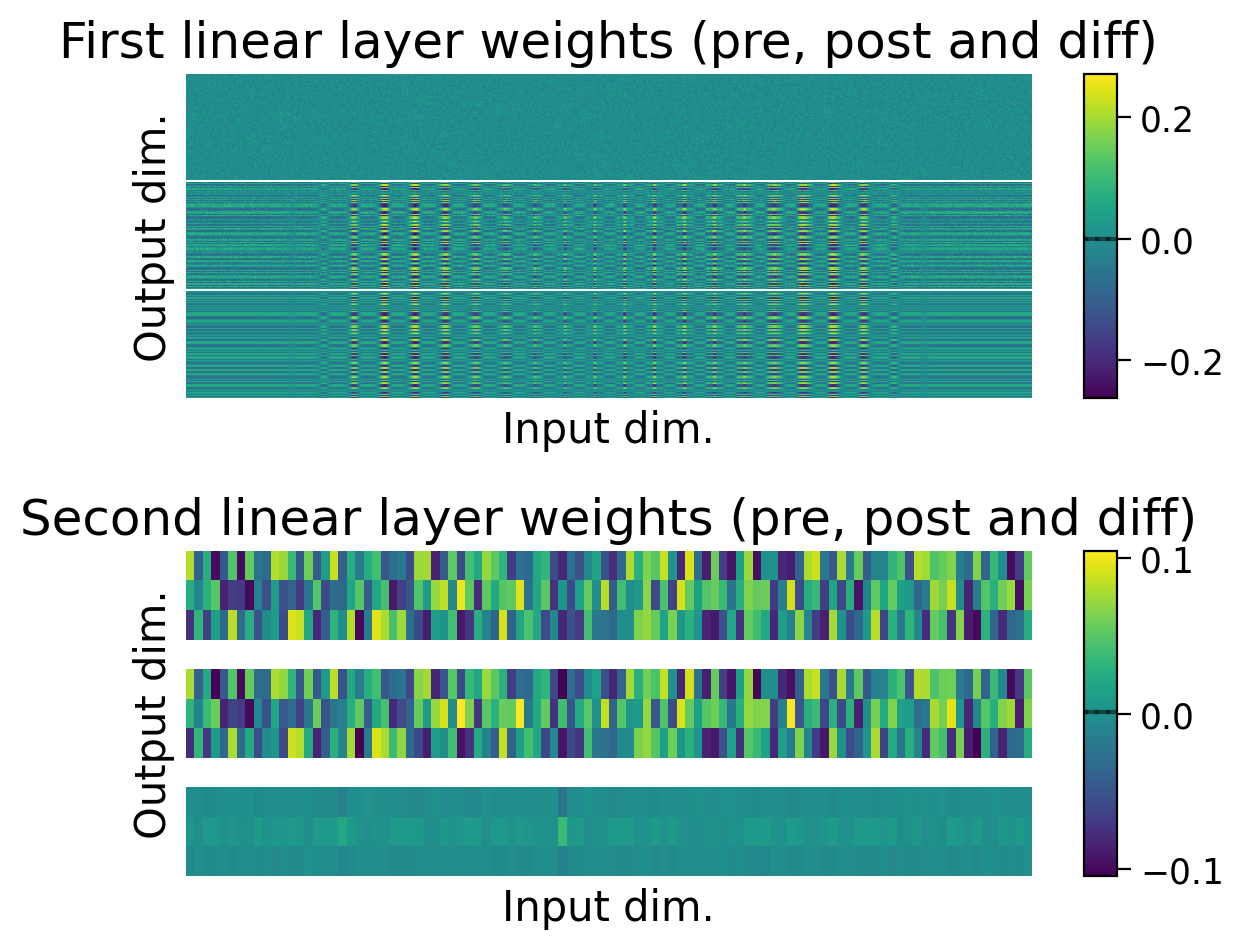 First linear layer weights (pre, post and diff)
Output dim.
0.2
0.0
−0.2
Input dim.
Second linear layer weights (pre, post and diff)
Output dim.
0.1
0.0
−0.1
Input dim.